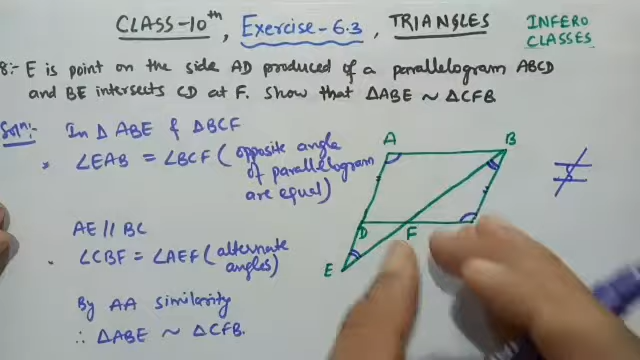 CLASS-10th, Exercise-6.3, TRIANGLES
INFERO
CLASSES
8:- E is point on the side AD produced of a parallelogram ABCD
and BE intersects CD at F. Show that ΔABE ~ ΔCFB
Soln:- In Δ ABE & ΔBCF
∠EAB = ∠BCF (opposite angle
of parallelogram
are equal)
AE // BC
∠CBF = ∠AEF (alternate
angles)
By AA similarity
∴ ΔABE ~ ΔCFB.
A
B
D
F
E